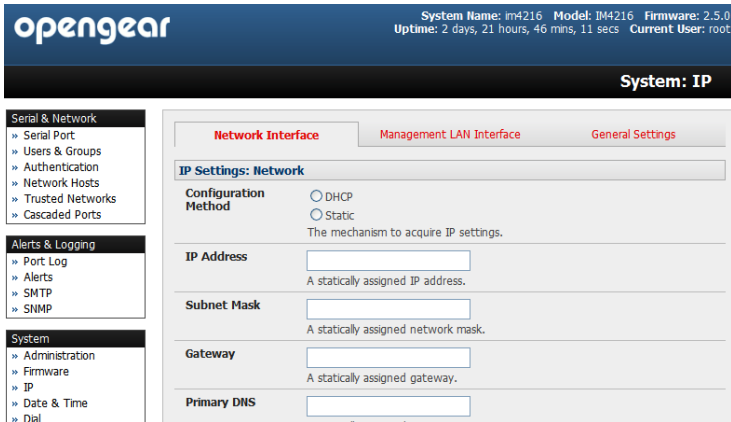 opengear
System Name: im4216 Model: IM4216 Firmware: 2.5.0
Uptime: 2 days, 21 hours, 46 mins, 11 secs Current User: root
System: IP
Serial & Network
» Serial Port
» Users & Groups
» Authentication
» Network Hosts
» Trusted Networks
» Cascaded Ports
Alerts & Logging
» Port Log
» Alerts
» SMTP
» SNMP
System
» Administration
» Firmware
» IP
» Date & Time
» Dial
Network Interface
Management LAN Interface
General Settings
IP Settings: Network
Configuration
Method
DHCP
Static
The mechanism to acquire IP settings.
IP Address
A statically assigned IP address.
Subnet Mask
A statically assigned network mask.
Gateway
A statically assigned gateway.
Primary DNS